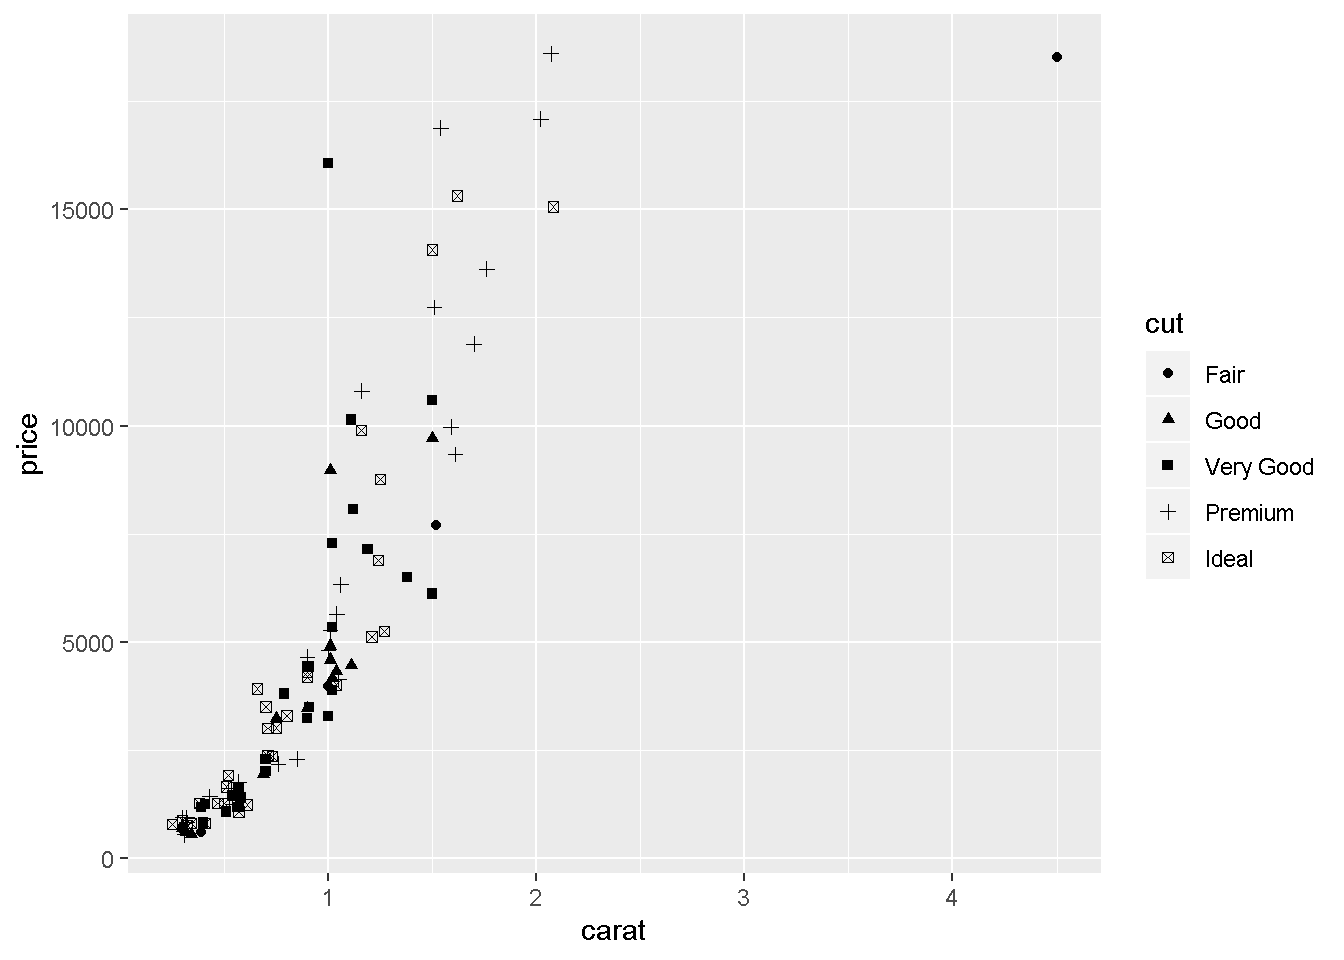 15000
10000
5000
0
price
1
2
3
4
carat
cut
Fair
Good
Very Good
Premium
Ideal